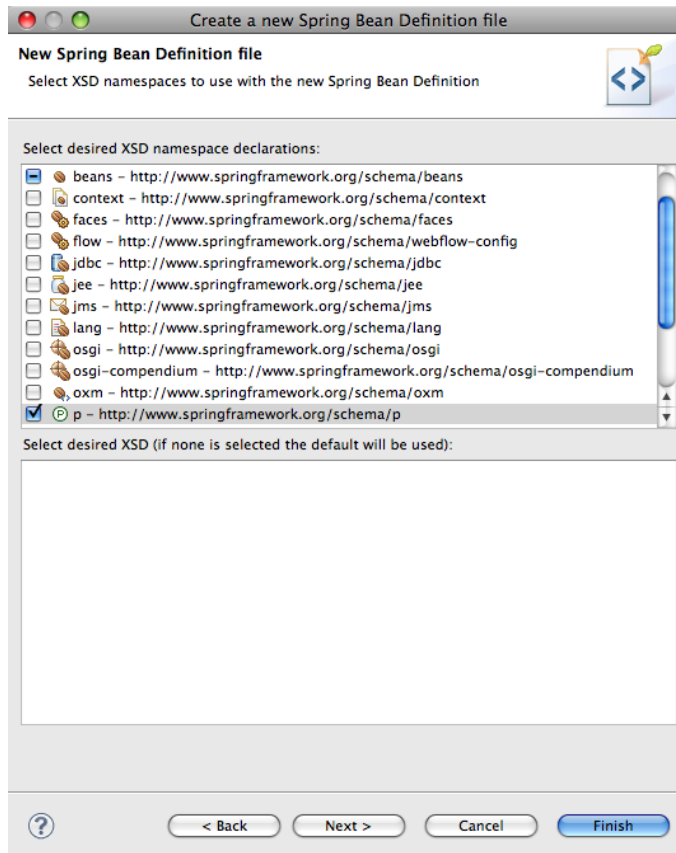 Create a new Spring Bean Definition file
New Spring Bean Definition file
Select XSD namespaces to use with the new Spring Bean Definition
Select desired XSD namespace declarations:
beans – http://www.springframework.org/schema/beans
context – http://www.springframework.org/schema/context
faces – http://www.springframework.org/schema/faces
flow – http://www.springframework.org/schema/webflow-config
jdbc – http://www.springframework.org/schema/jdbc
jee – http://www.springframework.org/schema/jee
jms – http://www.springframework.org/schema/jms
lang – http://www.springframework.org/schema/lang
osgi – http://www.springframework.org/schema/osgi
osgi-compendium – http://www.springframework.org/schema/osgi-compendium
oxm – http://www.springframework.org/schema/oxm
P p – http://www.springframework.org/schema/p
Select desired XSD (if none is selected the default will be used):
? < Back Next > Cancel Finish